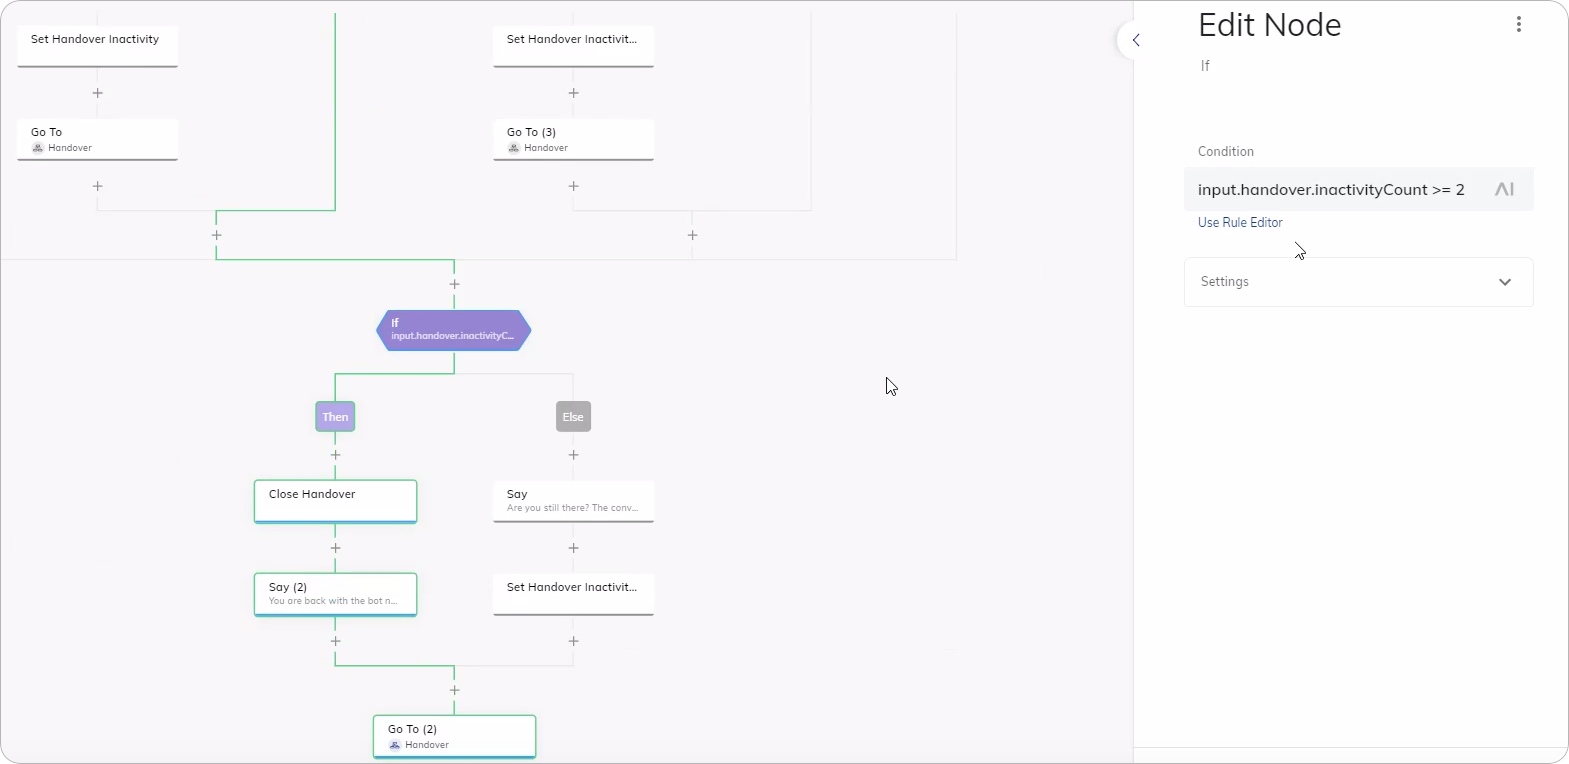 Set Handover Inactivity
Set Handover Inactivit...
Go To
Handover
Go To (3)
Handover
If
input.handover.inactivityC...
Then
Else
Close Handover
Say
Are you still there? The conv...
Say (2)
You are back with the bot n...
Set Handover Inactivit...
Go To (2)
Handover
Edit Node
If
Condition
input.handover.inactivityCount >= 2
Use Rule Editor
Settings